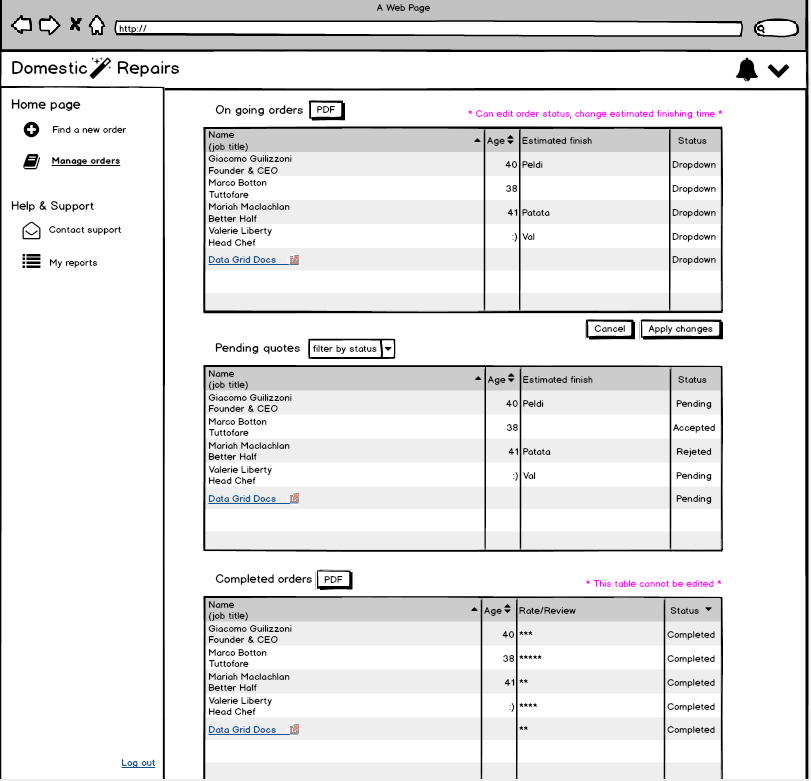 A Web Page
http://
Domestic Repairs
Home page
Find a new order
Manage orders
Help & Support
Contact support
My reports
Log out
On going orders PDF
* Can edit order status, change estimated finishing time *
Name
(job title) Age Estimated finish Status
Giacomo Guilizzoni
Founder & CEO 40 Peldi Dropdown
Marco Botton
Tuttofare 38 Dropdown
Mariah Maclachlan
Better Half 41 Patata Dropdown
Valerie Liberty
Head Chef :) Val Dropdown
Data Grid Docs Dropdown
Cancel Apply changes
Pending quotes filter by status
Name
(job title) Age Estimated finish Status
Giacomo Guilizzoni
Founder & CEO 40 Peldi Pending
Marco Botton
Tuttofare 38 Accepted
Mariah Maclachlan
Better Half 41 Patata Rejeted
Valerie Liberty
Head Chef :) Val Pending
Data Grid Docs Pending
Completed orders PDF
* This table cannot be edited *
Name
(job title) Age Rate/Review Status
Giacomo Guilizzoni
Founder & CEO 40 *** Completed
Marco Botton
Tuttofare 38 ***** Completed
Mariah Maclachlan
Better Half 41 ** Completed
Valerie Liberty
Head Chef :) **** Completed
Data Grid Docs ** Completed